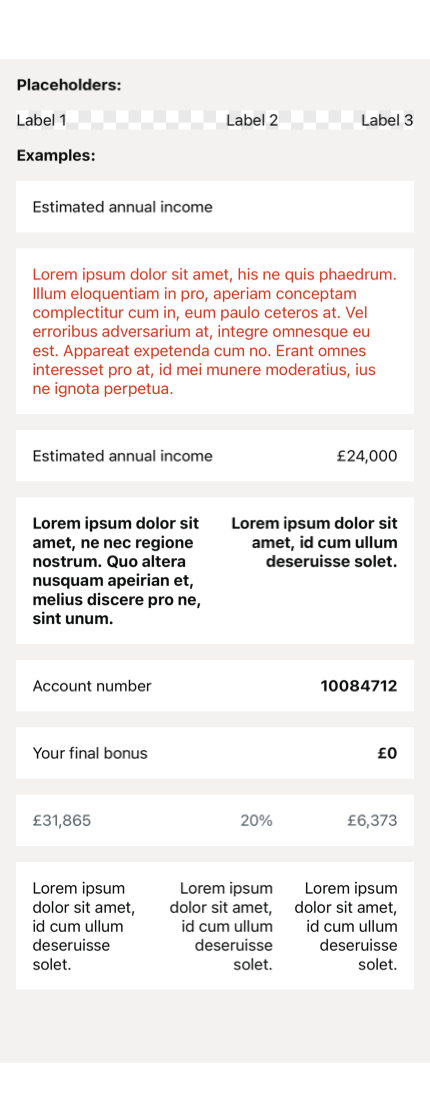 Placeholders:
Label 1 Label 2 Label 3
Examples:
Estimated annual income
Lorem ipsum dolor sit amet, his ne quis phaedrum.
Illum eloquentiam in pro, aperiam conceptam
complectitur cum in, eum paulo ceteros at. Vel
erroribus adversarium at, integre omnesque eu
est. Appareat expetenda cum no. Erant omnes
interesset pro at, id mei munere moderatius, ius
ne ignota perpetua.
Estimated annual income £24,000
Lorem ipsum dolor sit
amet, ne nec regione
nostrum. Quo altera
nusquam apeirian et,
melius discere pro ne,
sint unum.
Lorem ipsum dolor sit
amet, id cum ullum
deseruisse solet.
Account number 10084712
Your final bonus £0
£31,865 20% £6,373
Lorem ipsum
dolor sit amet,
id cum ullum
deseruisse
solet.
Lorem ipsum
dolor sit amet,
id cum ullum
deseruisse
solet.
Lorem ipsum
dolor sit amet,
id cum ullum
deseruisse
solet.